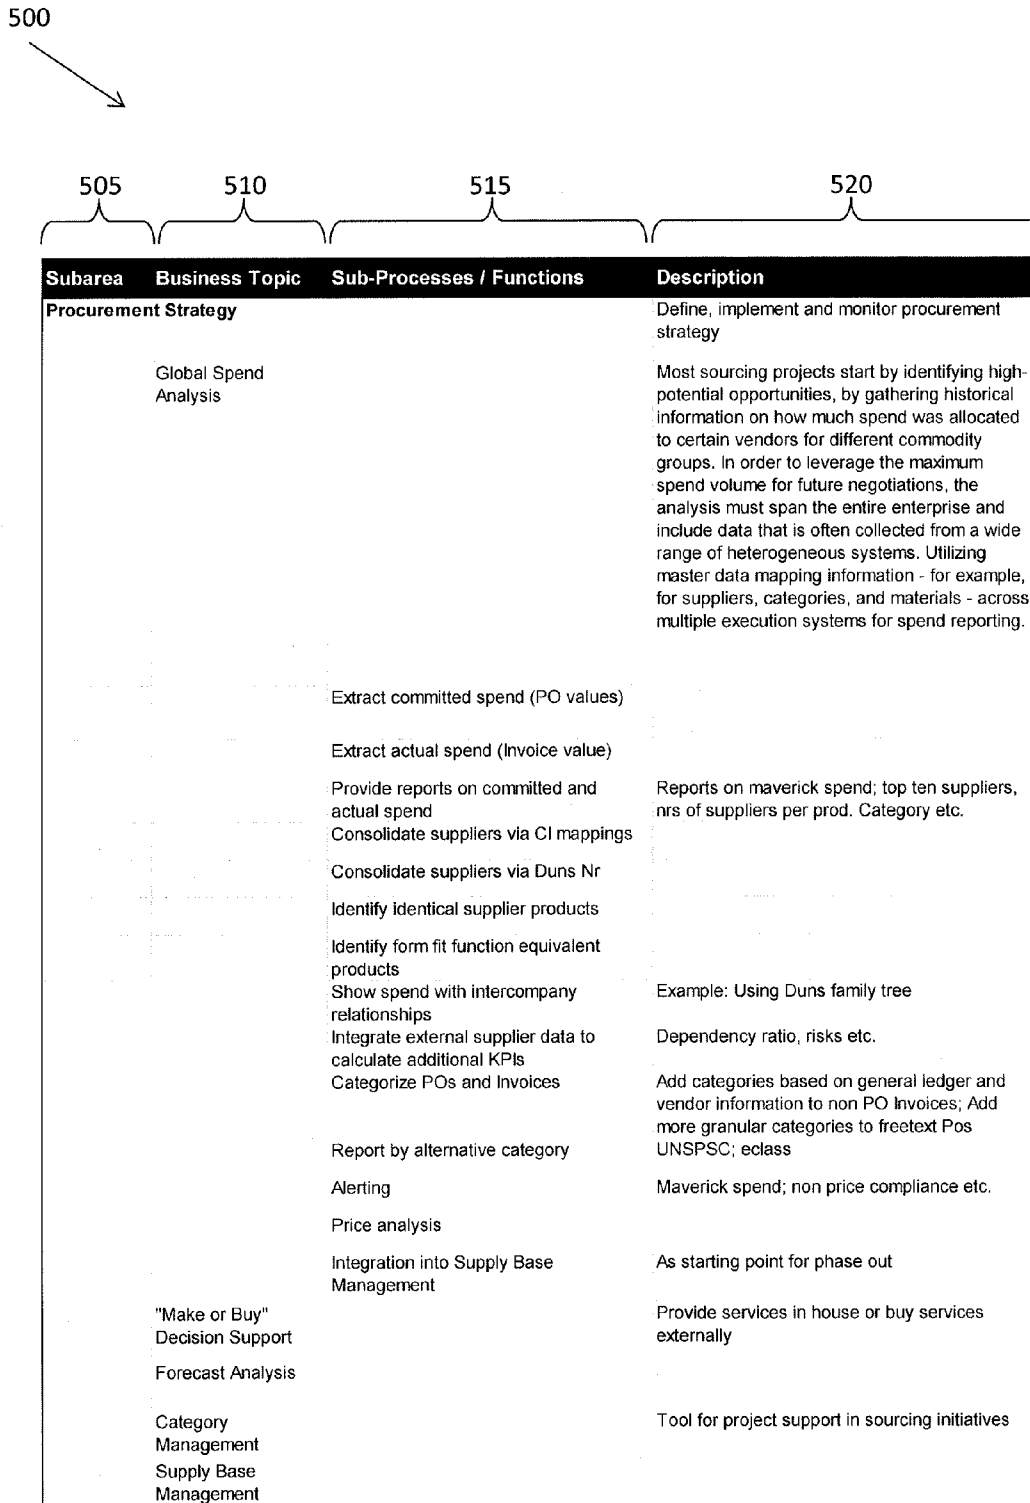 500
505 510 515 520
Subarea Business Topic Sub-Processes / Functions Description
Procurement Strategy Define, implement and monitor procurement
strategy
Global Spend Most sourcing projects start by identifying high-
Analysis potential opportunities, by gathering historical
information on how much spend was allocated
to certain vendors for different commodity
groups. In order to leverage the maximum
spend volume for future negotiations, the
analysis must span the entire enterprise and
include data that is often collected from a wide
range of heterogeneous systems. Utilizing
master data mapping information - for example,
for suppliers, categories, and materials - across
multiple execution systems for spend reporting.
Extract committed spend (PO values)
Extract actual spend (Invoice value)
Provide reports on committed and Reports on maverick spend; top ten suppliers,
actual spend nrs of suppliers per prod. Category etc.
Consolidate suppliers via CI mappings
Consolidate suppliers via Duns Nr
Identify identical supplier products
Identify form fit function equivalent
products
Show spend with intercompany Example: Using Duns family tree
relationships
Integrate external supplier data to Dependency ratio, risks etc.
calculate additional KPIs
Categorize POs and Invoices Add categories based on general ledger and
vendor information to non PO Invoices; Add
more granular categories to freetext Pos
Report by alternative category UNSPSC; eclass
Alerting Maverick spend; non price compliance etc.
Price analysis
Integration into Supply Base As starting point for phase out
Management
"Make or Buy" Provide services in house or buy services
Decision Support externally
Forecast Analysis
Category Tool for project support in sourcing initiatives
Management
Supply Base
Management